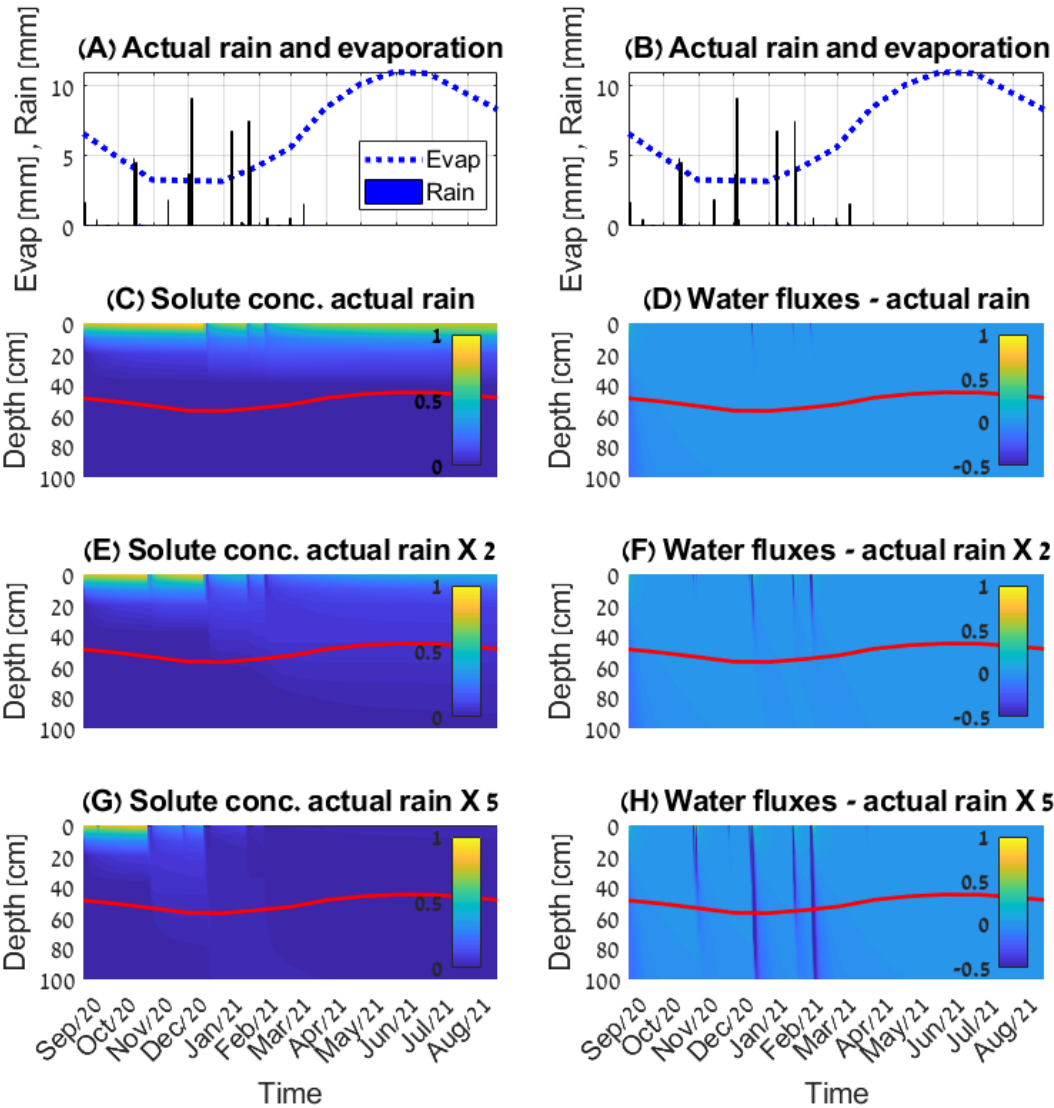 (A) Actual rain and evaporation
Evap [mm] , Rain [mm]
10
5
0
Evap
Rain
(B) Actual rain and evaporation
Evap [mm] , Rain [mm]
10
5
0
(C) Solute conc. actual rain
Depth [cm]
0
20
40
60
80
100
1
0.5
0
(D) Water fluxes - actual rain
Depth [cm]
0
20
40
60
80
100
1
0.5
0
-0.5
(E) Solute conc. actual rain X 2
Depth [cm]
0
20
40
60
80
100
1
0.5
0
(F) Water fluxes - actual rain X 2
Depth [cm]
0
20
40
60
80
100
1
0.5
0
-0.5
(G) Solute conc. actual rain X 5
Depth [cm]
0
20
40
60
80
100
1
0.5
0
Sep/20
Oct/20
Nov/20
Dec/20
Jan/21
Feb/21
Mar/21
Apr/21
May/21
Jun/21
Jul/21
Aug/21
Time
(H) Water fluxes - actual rain X 5
Depth [cm]
0
20
40
60
80
100
1
0.5
0
-0.5
Sep/20
Oct/20
Nov/20
Dec/20
Jan/21
Feb/21
Mar/21
Apr/21
May/21
Jun/21
Jul/21
Aug/21
Time